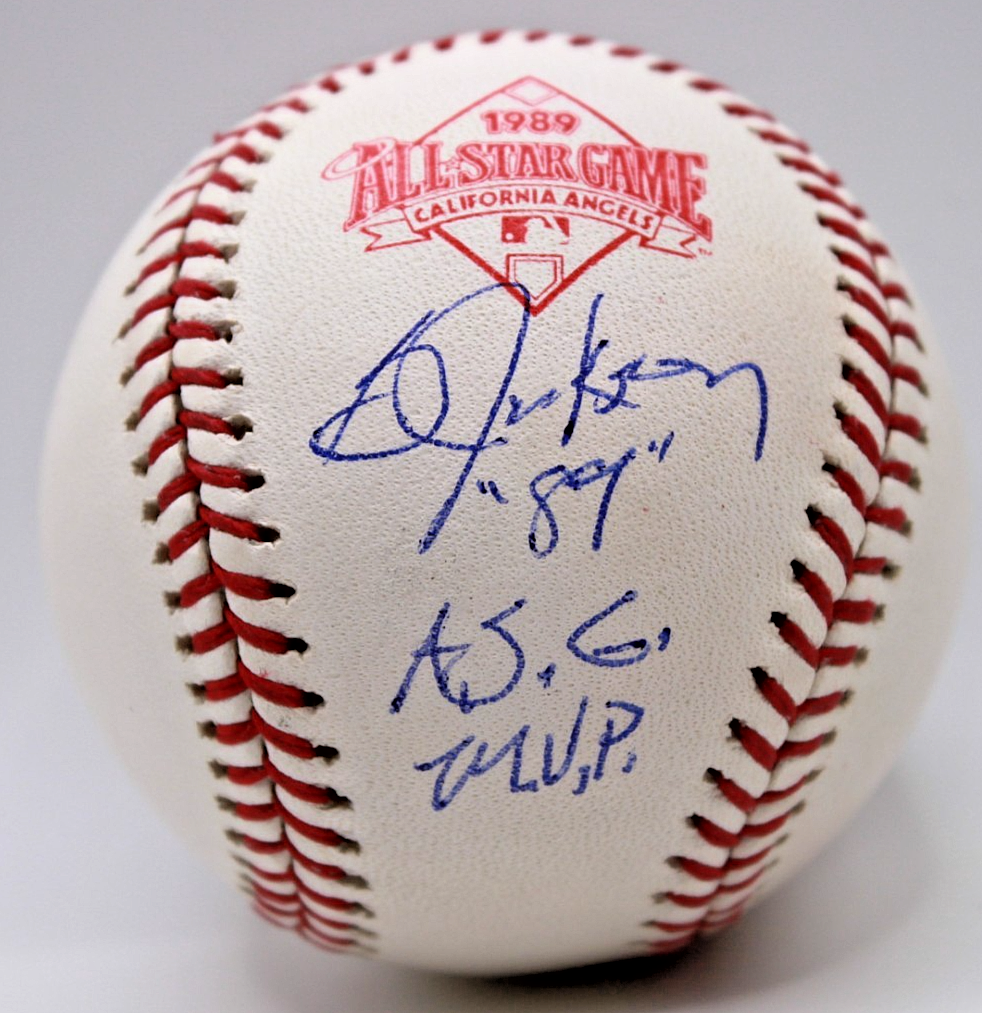 1989
ALL★STAR GAME
CALIFORNIA ANGELS
Bo Jackson
"89"
A.S.G.
M.V.P.